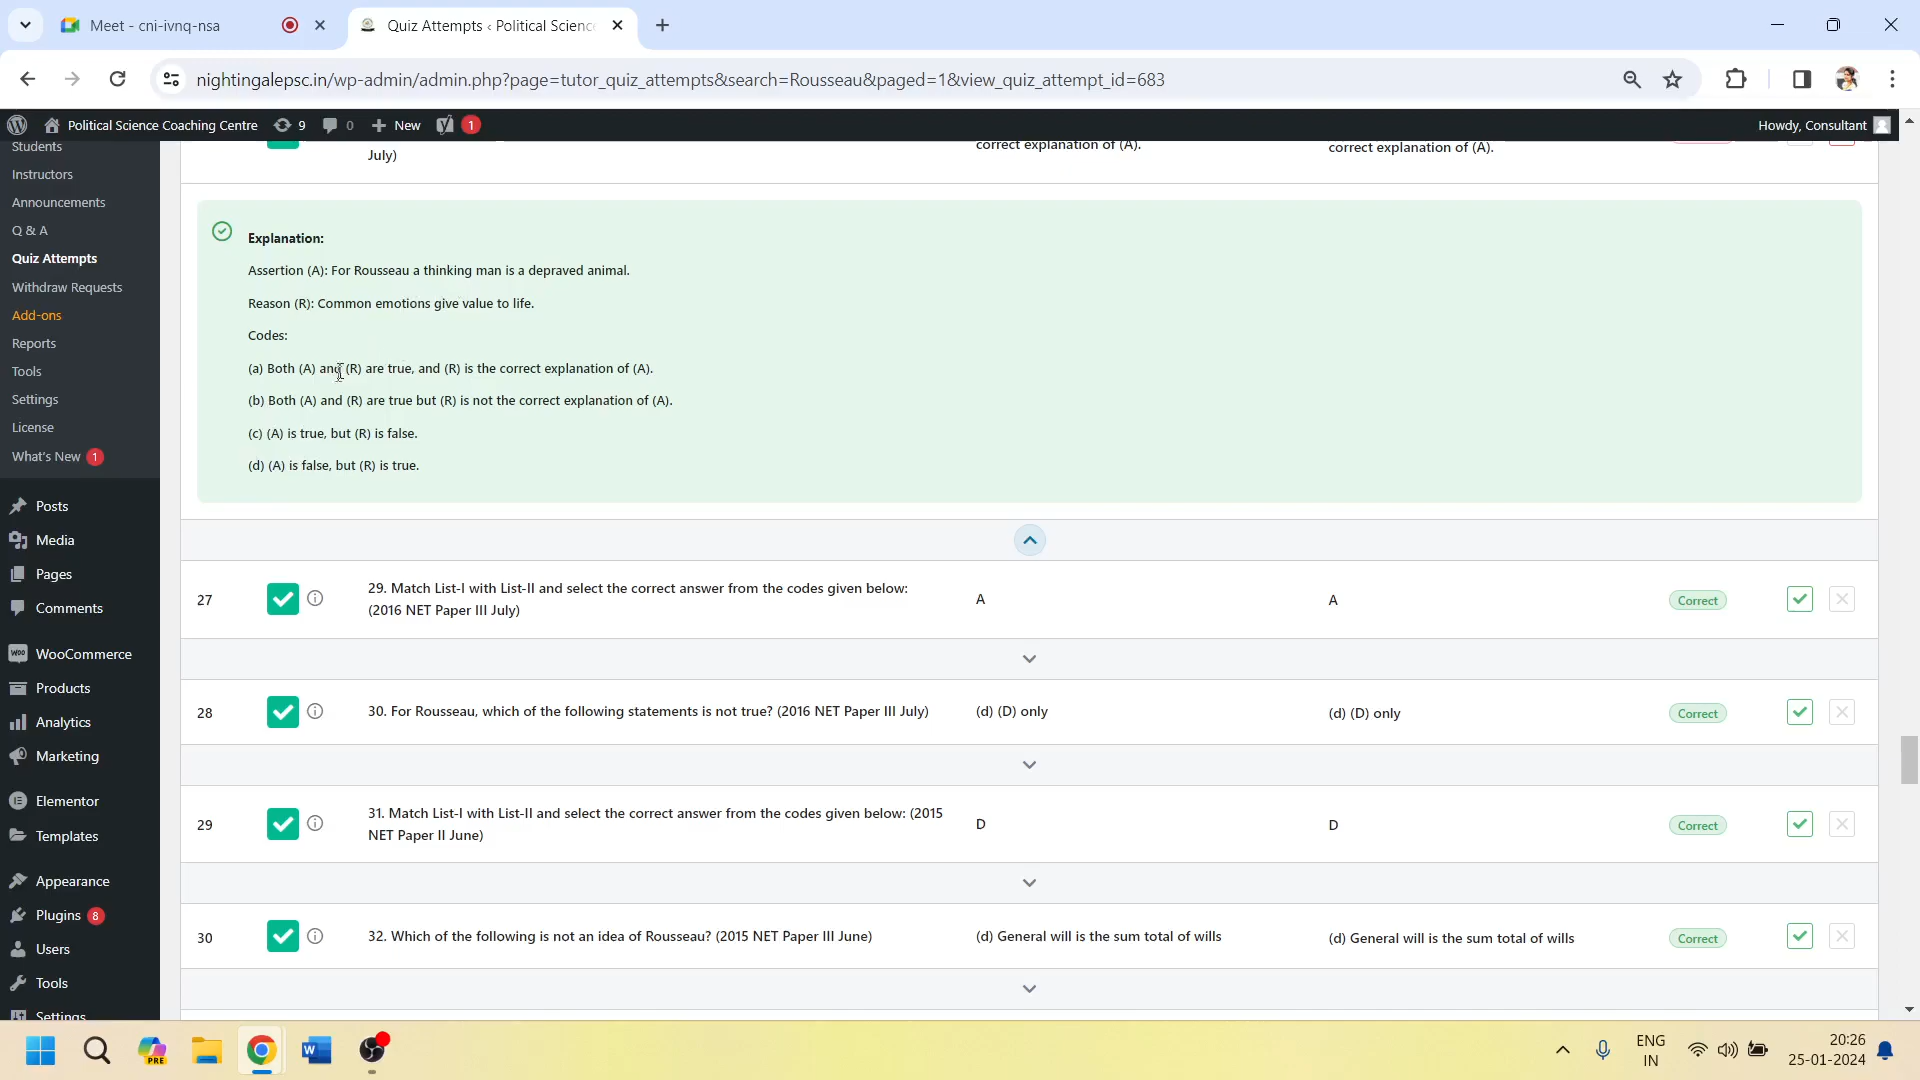 Meet - cni-ivnq-nsa
Quiz Attempts ‹ Political Science
nightingalepsc.in/wp-admin/admin.php?page=tutor_quiz_attempts&search=Rousseau&paged=1&view_quiz_attempt_id=683
Political Science Coaching Centre 9 0 New 1 Howdy, Consultant
Students
Instructors
Announcements
Q & A
Quiz Attempts
Withdraw Requests
Add-ons
Reports
Tools
Settings
License
What's New 1
Posts
Media
Pages
Comments
WooCommerce
Products
Analytics
Marketing
Elementor
Templates
Appearance
Plugins 8
Users
Tools
Settings
July)
correct explanation of (A).
correct explanation of (A).
Explanation:
Assertion (A): For Rousseau a thinking man is a depraved animal.
Reason (R): Common emotions give value to life.
Codes:
(a) Both (A) and (R) are true, and (R) is the correct explanation of (A).
(b) Both (A) and (R) are true but (R) is not the correct explanation of (A).
(c) (A) is true, but (R) is false.
(d) (A) is false, but (R) is true.
27 29. Match List-I with List-II and select the correct answer from the codes given below: A A Correct
(2016 NET Paper III July)
28 30. For Rousseau, which of the following statements is not true? (2016 NET Paper III July) (d) (D) only (d) (D) only Correct
29 31. Match List-I with List-II and select the correct answer from the codes given below: (2015 D D Correct
NET Paper II June)
30 32. Which of the following is not an idea of Rousseau? (2015 NET Paper III June) (d) General will is the sum total of wills (d) General will is the sum total of wills Correct
PRE
W
ENG
IN
20:26
25-01-2024